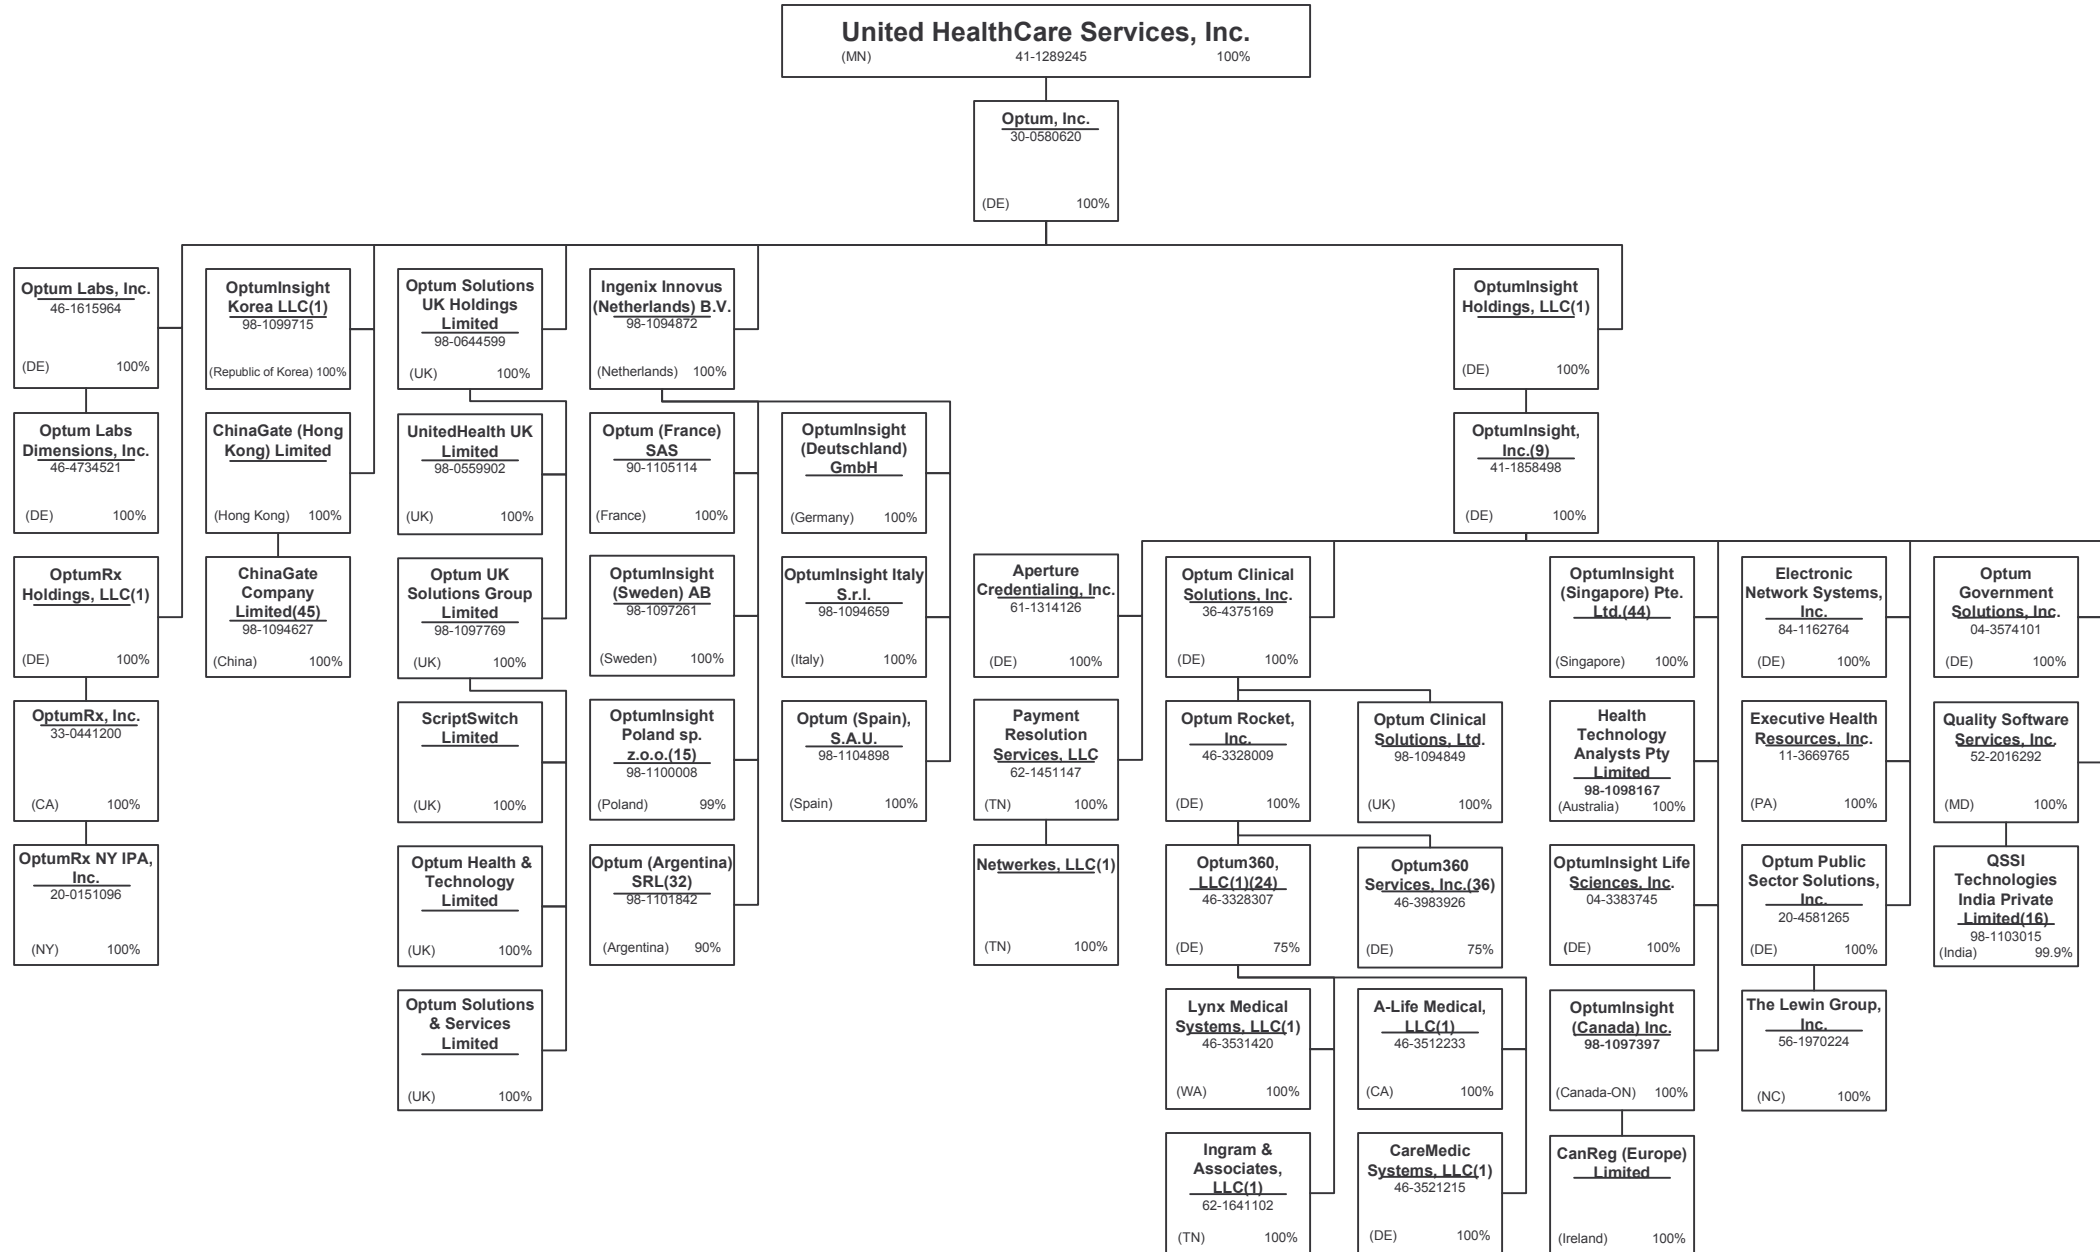 United HealthCare Services, Inc.
(MN) 41-1289245 100%
Optum, Inc.
30-0580620
(DE) 100%
Optum Labs, Inc.
46-1615964
(DE) 100%
OptumInsight
Korea LLC(1)
98-1099715
(Republic of Korea) 100%
Optum Solutions
UK Holdings
Limited
98-0644599
(UK) 100%
Ingenix Innovus
(Netherlands) B.V.
98-1094872
(Netherlands) 100%
OptumInsight
Holdings, LLC(1)
(DE) 100%
Optum Labs
Dimensions, Inc.
46-4734521
(DE) 100%
ChinaGate (Hong
Kong) Limited
(Hong Kong) 100%
UnitedHealth UK
Limited
98-0559902
(UK) 100%
Optum (France)
SAS
90-1105114
(France) 100%
OptumInsight
(Deutschland)
GmbH
(Germany) 100%
OptumInsight,
Inc.(9)
41-1858498
(DE) 100%
OptumRx
Holdings, LLC(1)
(DE) 100%
ChinaGate
Company
Limited(45)
98-1094627
(China) 100%
Optum UK
Solutions Group
Limited
98-1097769
(UK) 100%
OptumInsight
(Sweden) AB
98-1097261
(Sweden) 100%
OptumInsight Italy
S.r.l.
98-1094659
(Italy) 100%
Aperture
Credentialing, Inc.
61-1314126
(DE) 100%
Optum Clinical
Solutions, Inc.
36-4375169
(DE) 100%
OptumInsight
(Singapore) Pte.
Ltd.(44)
(Singapore) 100%
Electronic
Network Systems,
Inc.
84-1162764
(DE) 100%
Optum
Government
Solutions, Inc.
04-3574101
(DE) 100%
OptumRx, Inc.
33-0441200
(CA) 100%
ScriptSwitch
Limited
(UK) 100%
OptumInsight
Poland sp.
z.o.o.(15)
98-1100008
(Poland) 99%
Optum (Spain),
S.A.U.
98-1104898
(Spain) 100%
Payment
Resolution
Services, LLC
62-1451147
(TN) 100%
Optum Rocket,
Inc.
46-3328009
(DE) 100%
Optum Clinical
Solutions, Ltd.
98-1094849
(UK) 100%
Health
Technology
Analysts Pty
Limited
98-1098167
(Australia) 100%
Executive Health
Resources, Inc.
11-3669765
(PA) 100%
Quality Software
Services, Inc.
52-2016292
(MD) 100%
OptumRx NY IPA,
Inc.
20-0151096
(NY) 100%
Optum Health &
Technology
Limited
(UK) 100%
Optum (Argentina)
SRL(32)
98-1101842
(Argentina) 90%
Netwerkes, LLC(1)
(TN) 100%
Optum360,
LLC(1)(24)
46-3328307
(DE) 75%
Optum360
Services, Inc.(36)
46-3983926
(DE) 75%
OptumInsight Life
Sciences, Inc.
04-3383745
(DE) 100%
Optum Public
Sector Solutions,
Inc.
20-4581265
(DE) 100%
QSSI
Technologies
India Private
Limited(16)
98-1103015
(India) 99.9%
Optum Solutions
& Services
Limited
(UK) 100%
Lynx Medical
Systems, LLC(1)
46-3531420
(WA) 100%
A-Life Medical,
LLC(1)
46-3512233
(CA) 100%
OptumInsight
(Canada) Inc.
98-1097397
(Canada-ON) 100%
The Lewin Group,
Inc.
56-1970224
(NC) 100%
Ingram &
Associates,
LLC(1)
62-1641102
(TN) 100%
CareMedic
Systems, LLC(1)
46-3521215
(DE) 100%
CanReg (Europe)
Limited
(Ireland) 100%